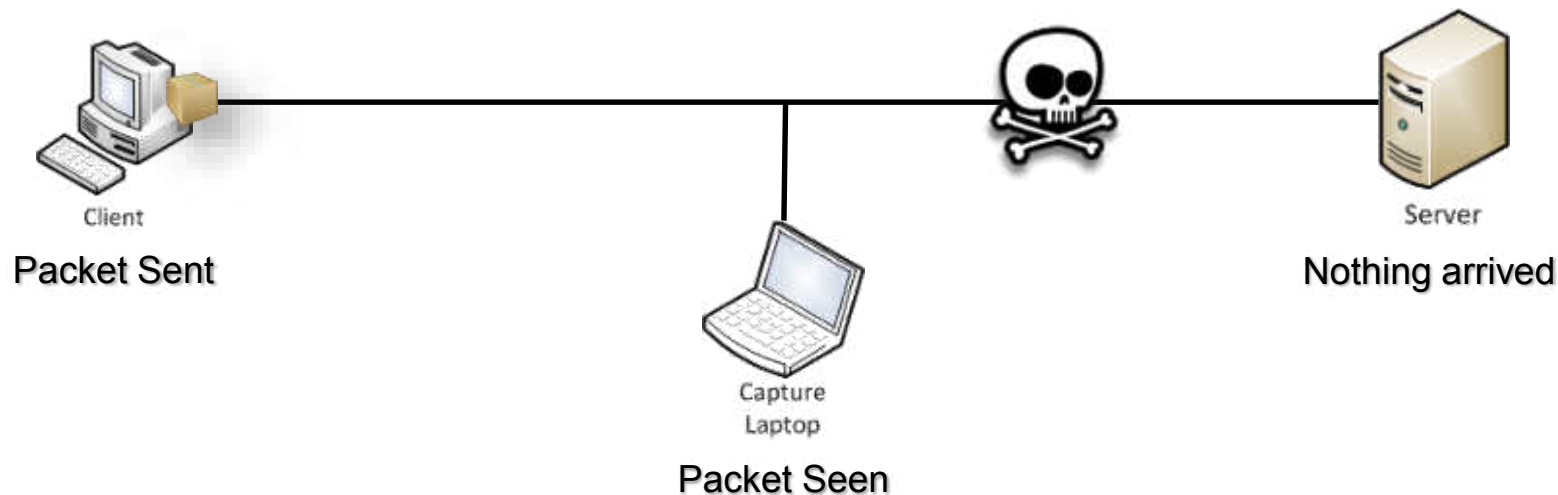 Client
Packet Sent
Server
Nothing arrived
Capture
Laptop
Packet Seen